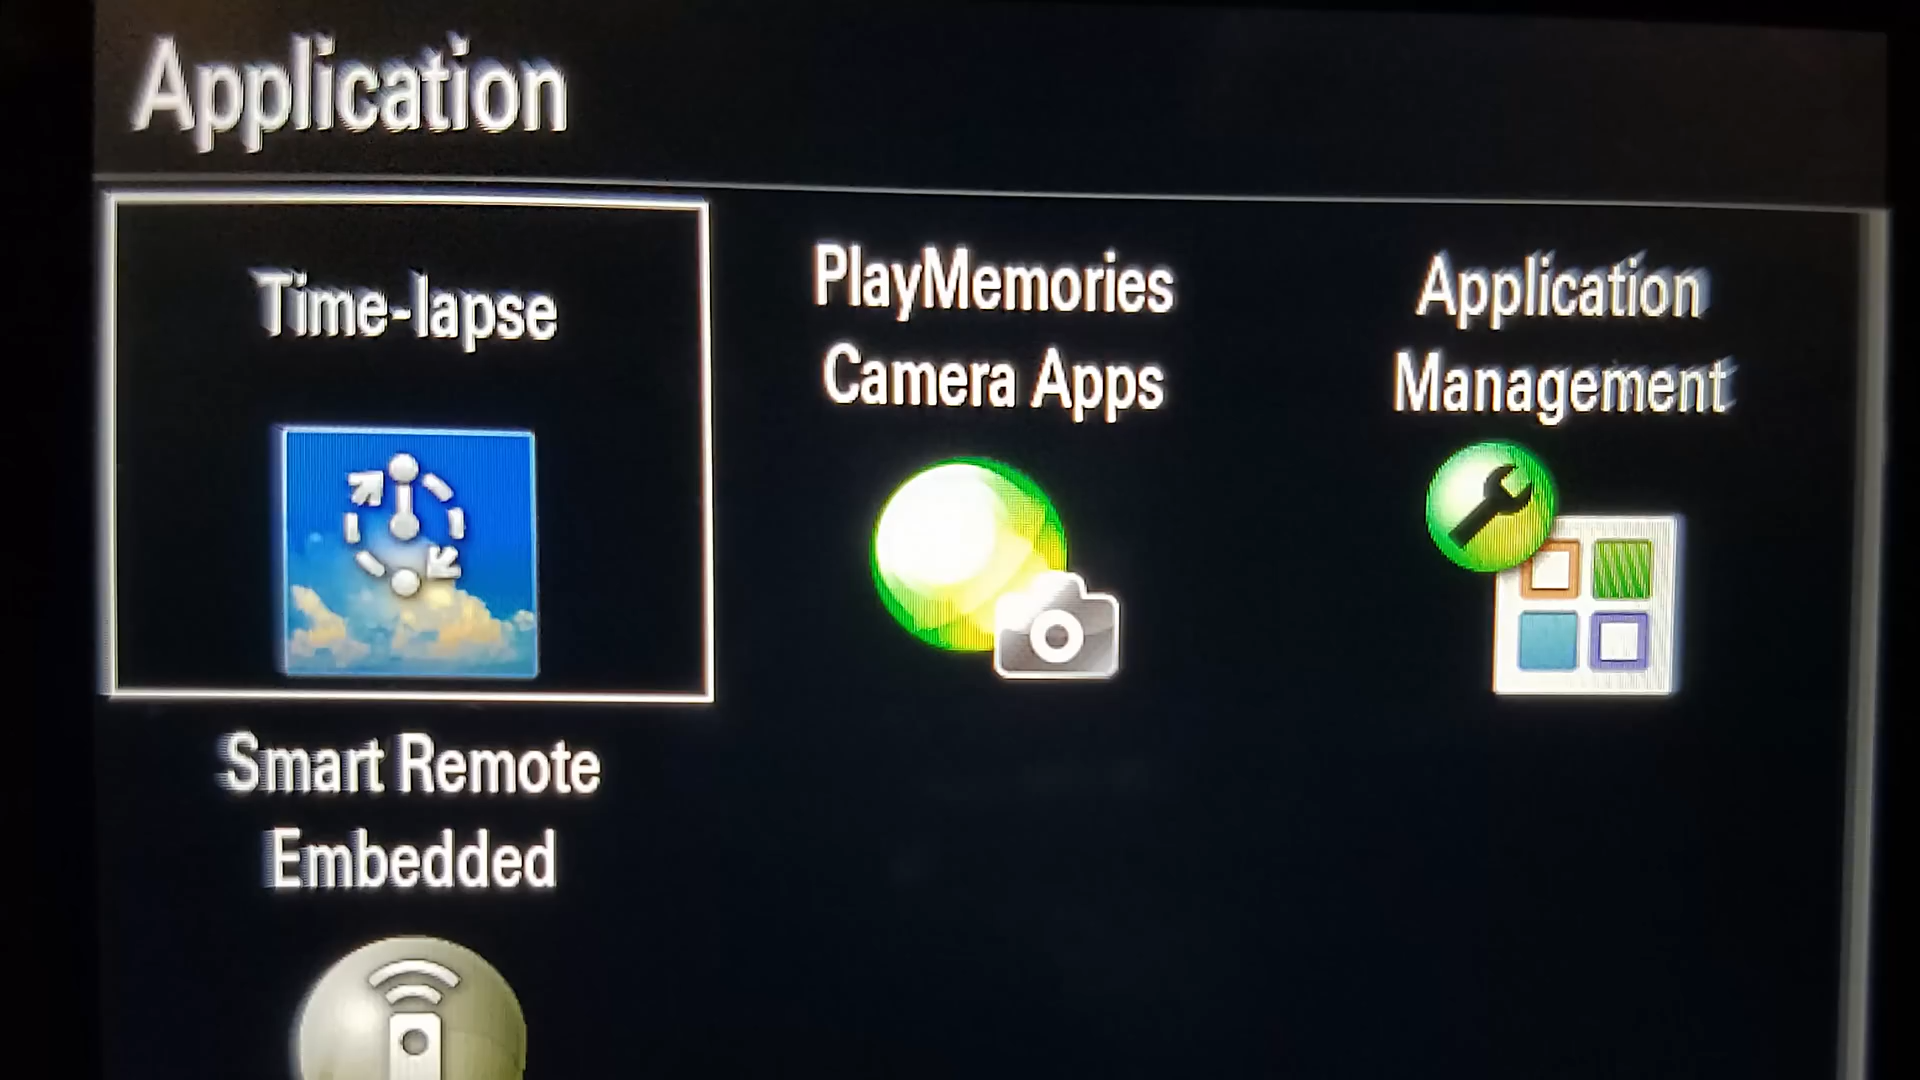 Application
Time-lapse
PlayMemories
Camera Apps
Application
Management
Smart Remote
Embedded